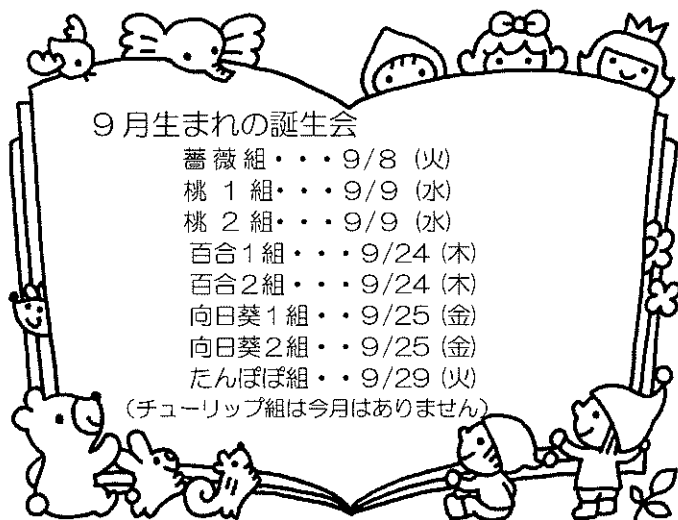 ９月生まれの誕生会
薔薇組・・・９/８（火）
桃 １ 組・・・９/９（水）
桃 ２ 組・・・９/９（水）
百合１組・・・９/24（木）
百合２組・・・９/24（木）
向日葵１組・・９/25（金）
向日葵２組・・９/25（金）
たんぽぽ組・・９/29（火）
（チューリップ組は今月はありません）